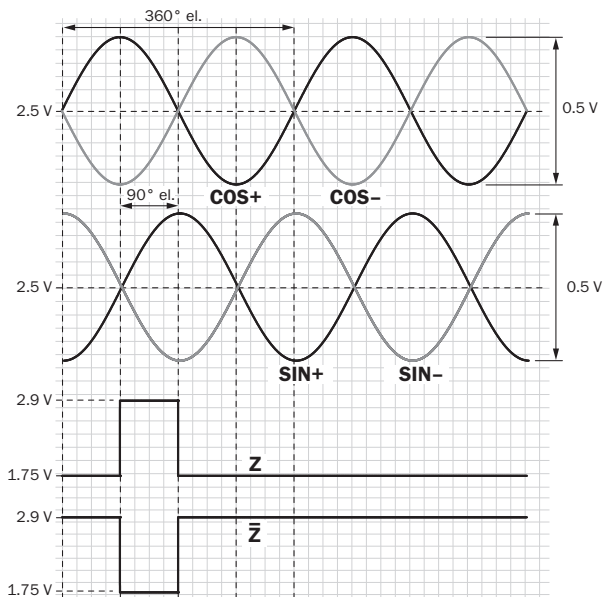 360° el.
2.5 V
0.5 V
90° el.
COS+ COS–
2.5 V
0.5 V
SIN+ SIN–
2.9 V
Z
1.75 V
2.9 V
Z̅
1.75 V